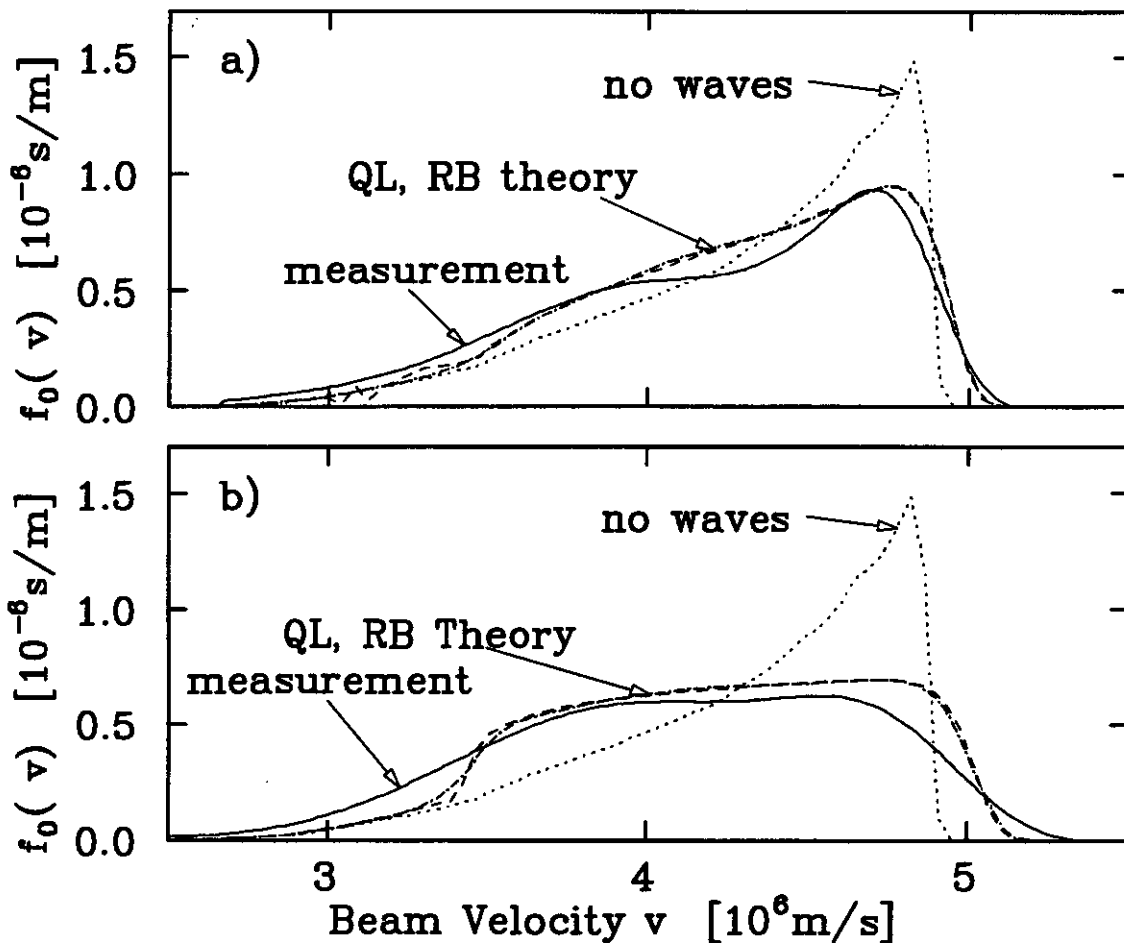 a)
no waves
QL, RB theory
measurement
f₀( v) [10⁻⁶s/m]
1.5
1.0
0.5
0.0
b)
no waves
QL, RB Theory
measurement
f₀( v) [10⁻⁶s/m]
1.5
1.0
0.5
0.0
3 4 5
Beam Velocity v [10⁶m/s]